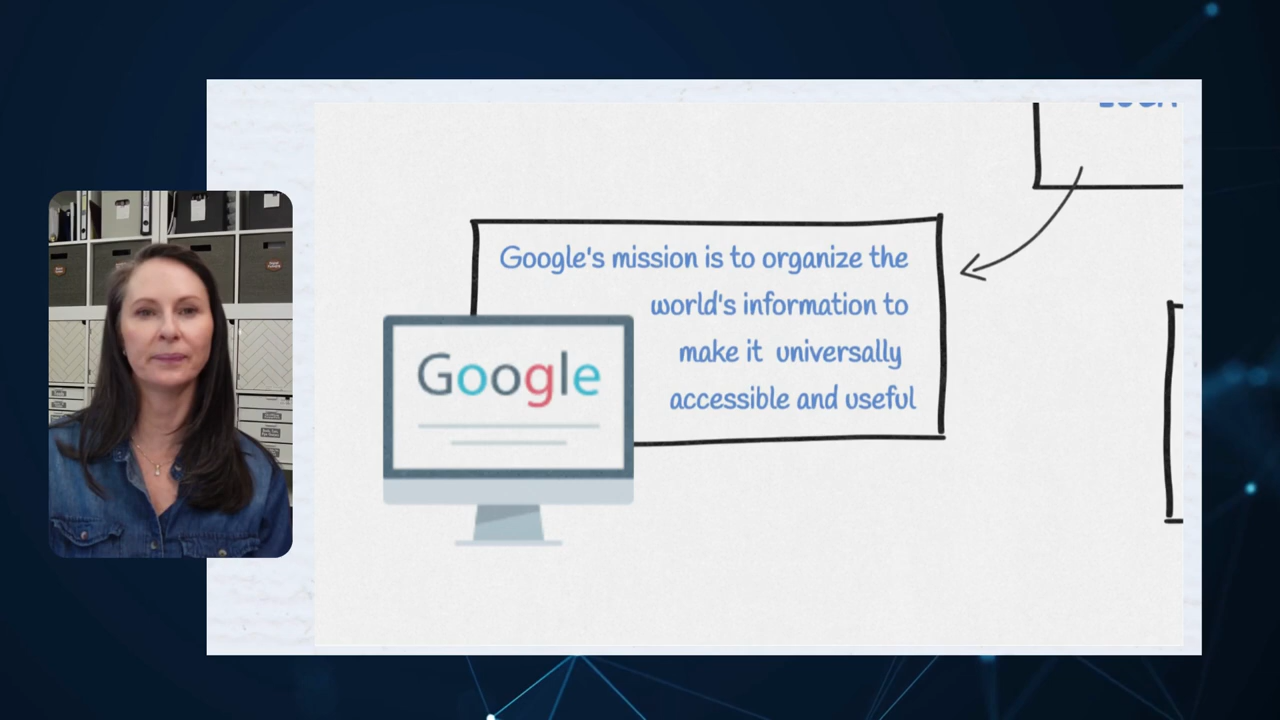 Google's mission is to organize the
world's information to
make it universally
accessible and useful
Google